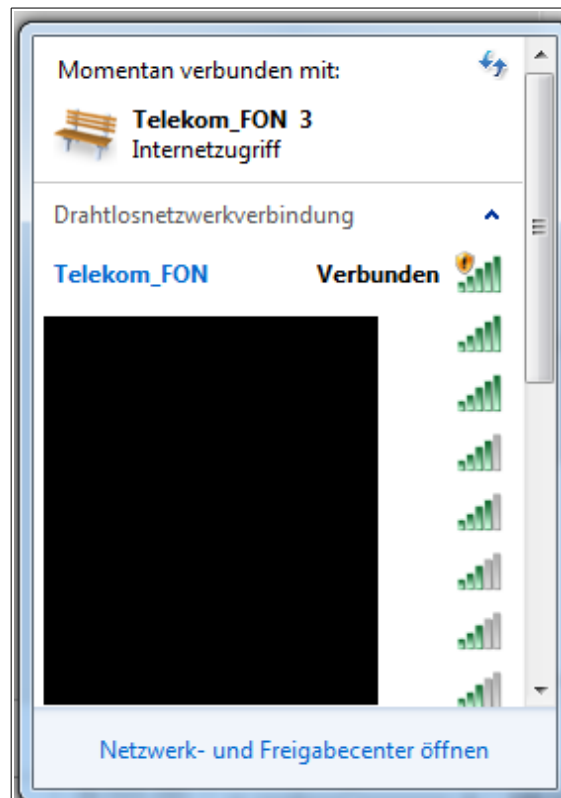 Momentan verbunden mit:
Telekom_FON 3
Internetzugriff
Drahtlosnetzwerkverbindung
Telekom_FON Verbunden
Netzwerk- und Freigabecenter öffnen